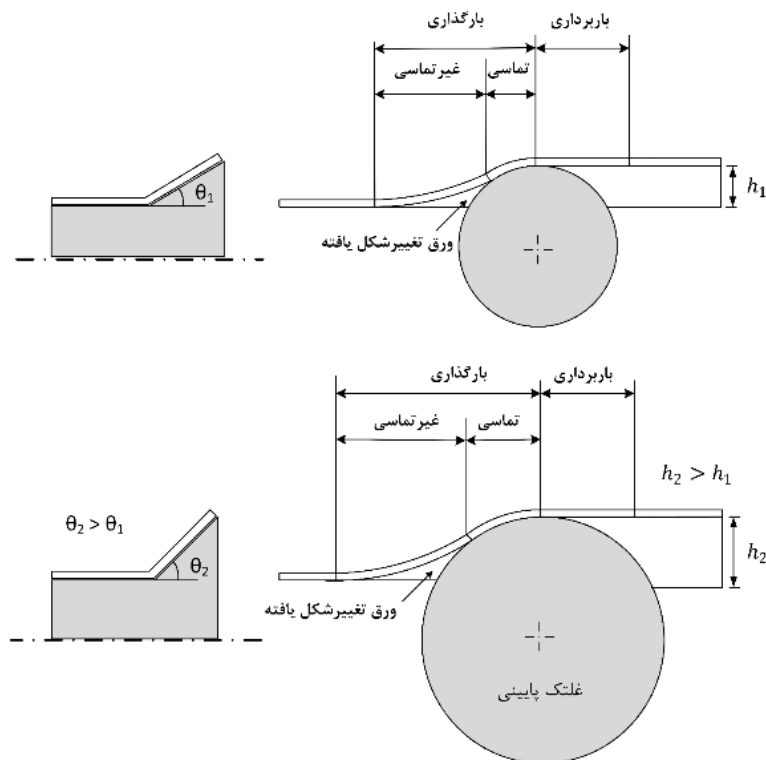 بارگذاری
باربرداری
غیرتماسی
تماسی
θ₁
h₁
ورق تغییرشکل یافته
بارگذاری
باربرداری
غیرتماسی
تماسی
h₂ > h₁
θ₂ > θ₁
θ₂
h₂
ورق تغییرشکل یافته
غلتک پایینی